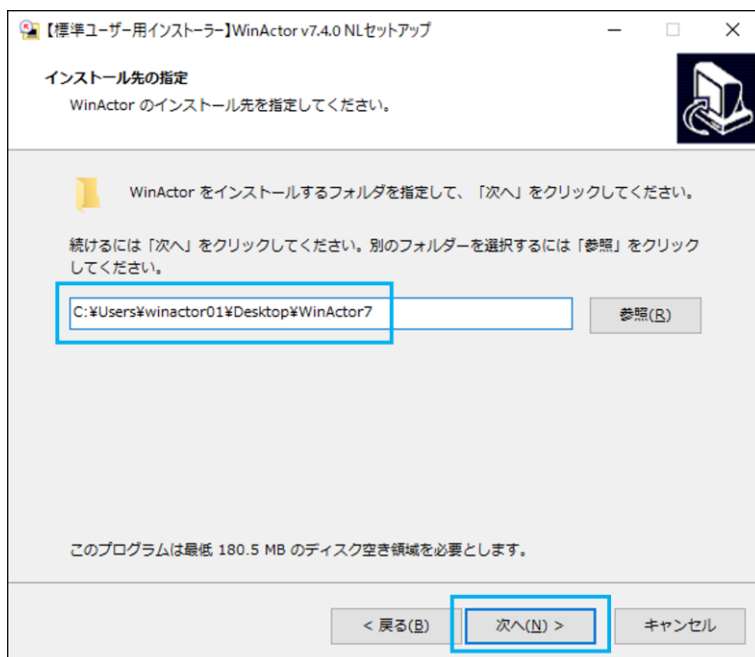 【標準ユーザー用インストーラー】WinActor v7.4.0 NLセットアップ
インストール先の指定
WinActor のインストール先を指定してください。
WinActor をインストールするフォルダを指定して、「次へ」をクリックしてください。
続けるには「次へ」をクリックしてください。別のフォルダーを選択するには「参照」をクリック
してください。
C:¥Users¥winactor01¥Desktop¥WinActor7
参照(R)
このプログラムは最低 180.5 MB のディスク空き領域を必要とします。
< 戻る(B)
次へ(N) >
キャンセル